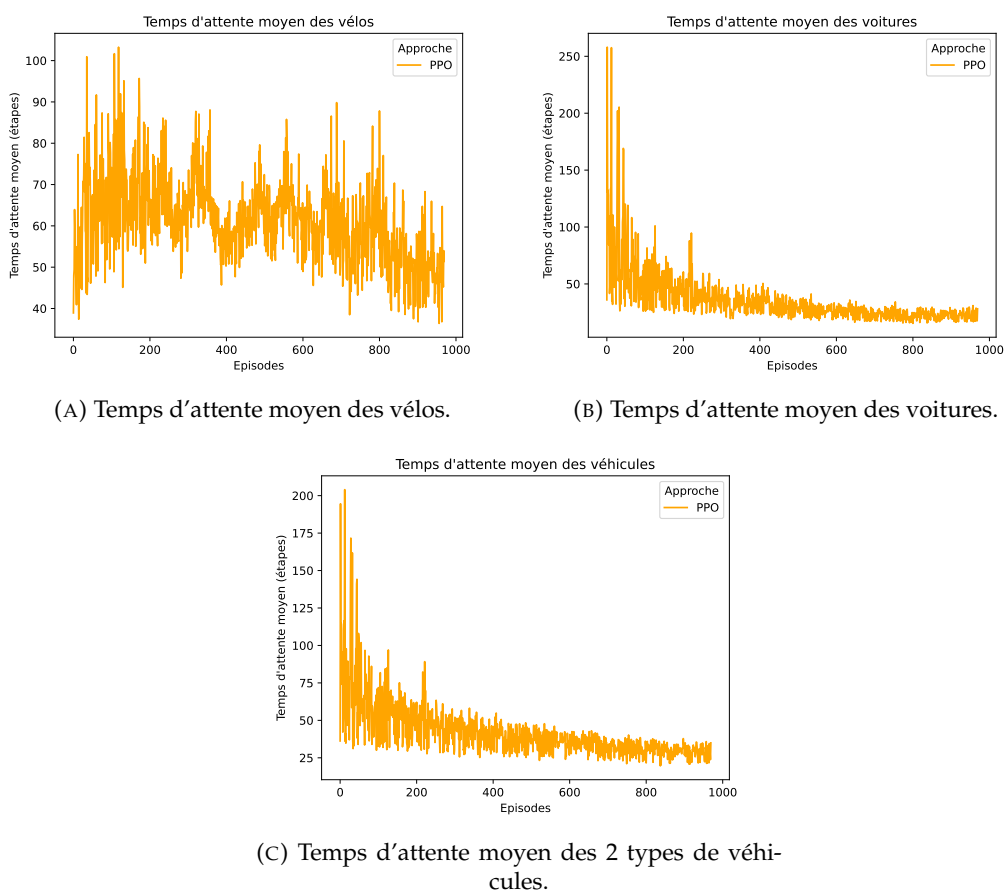 Temps d'attente moyen des vélos
Temps d'attente moyen (étapes)
100
90
80
70
60
50
40
Approche
PPO
0
200
400
600
800
1000
Episodes
(A) Temps d'attente moyen des vélos.
Temps d'attente moyen des voitures
Temps d'attente moyen (étapes)
250
200
150
100
50
Approche
PPO
0
200
400
600
800
1000
Episodes
(B) Temps d'attente moyen des voitures.
Temps d'attente moyen des véhicules
Temps d'attente moyen (étapes)
200
175
150
125
100
75
50
25
Approche
PPO
0
200
400
600
800
1000
Episodes
(C) Temps d'attente moyen des 2 types de véhi-
cules.